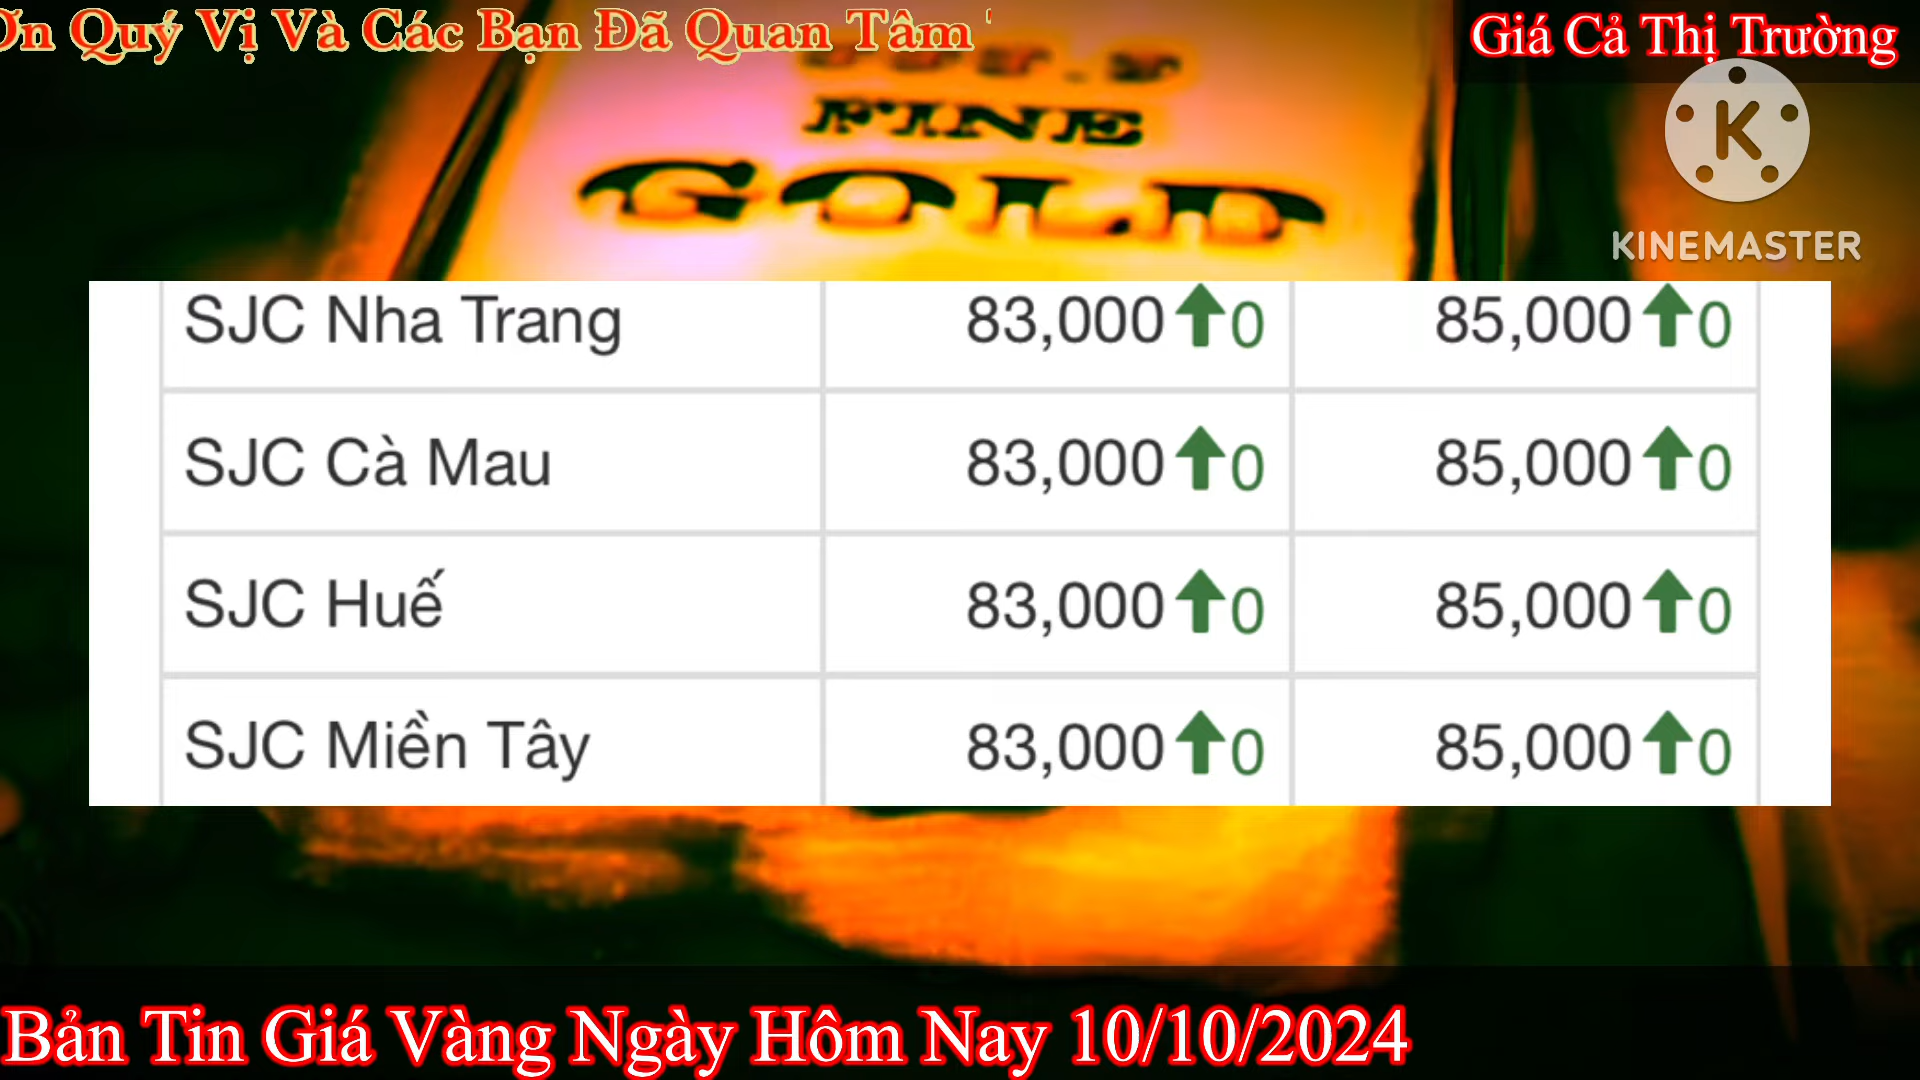 Ơn Quý Vị Và Các Bạn Đã Quan Tâm
Giá Cả Thị Trường
FINE
GOLD
K
KINEMASTER
SJC Nha Trang 83,000 0 85,000 0
SJC Cà Mau 83,000 0 85,000 0
SJC Huế 83,000 0 85,000 0
SJC Miền Tây 83,000 0 85,000 0
Bản Tin Giá Vàng Ngày Hôm Nay 10/10/2024